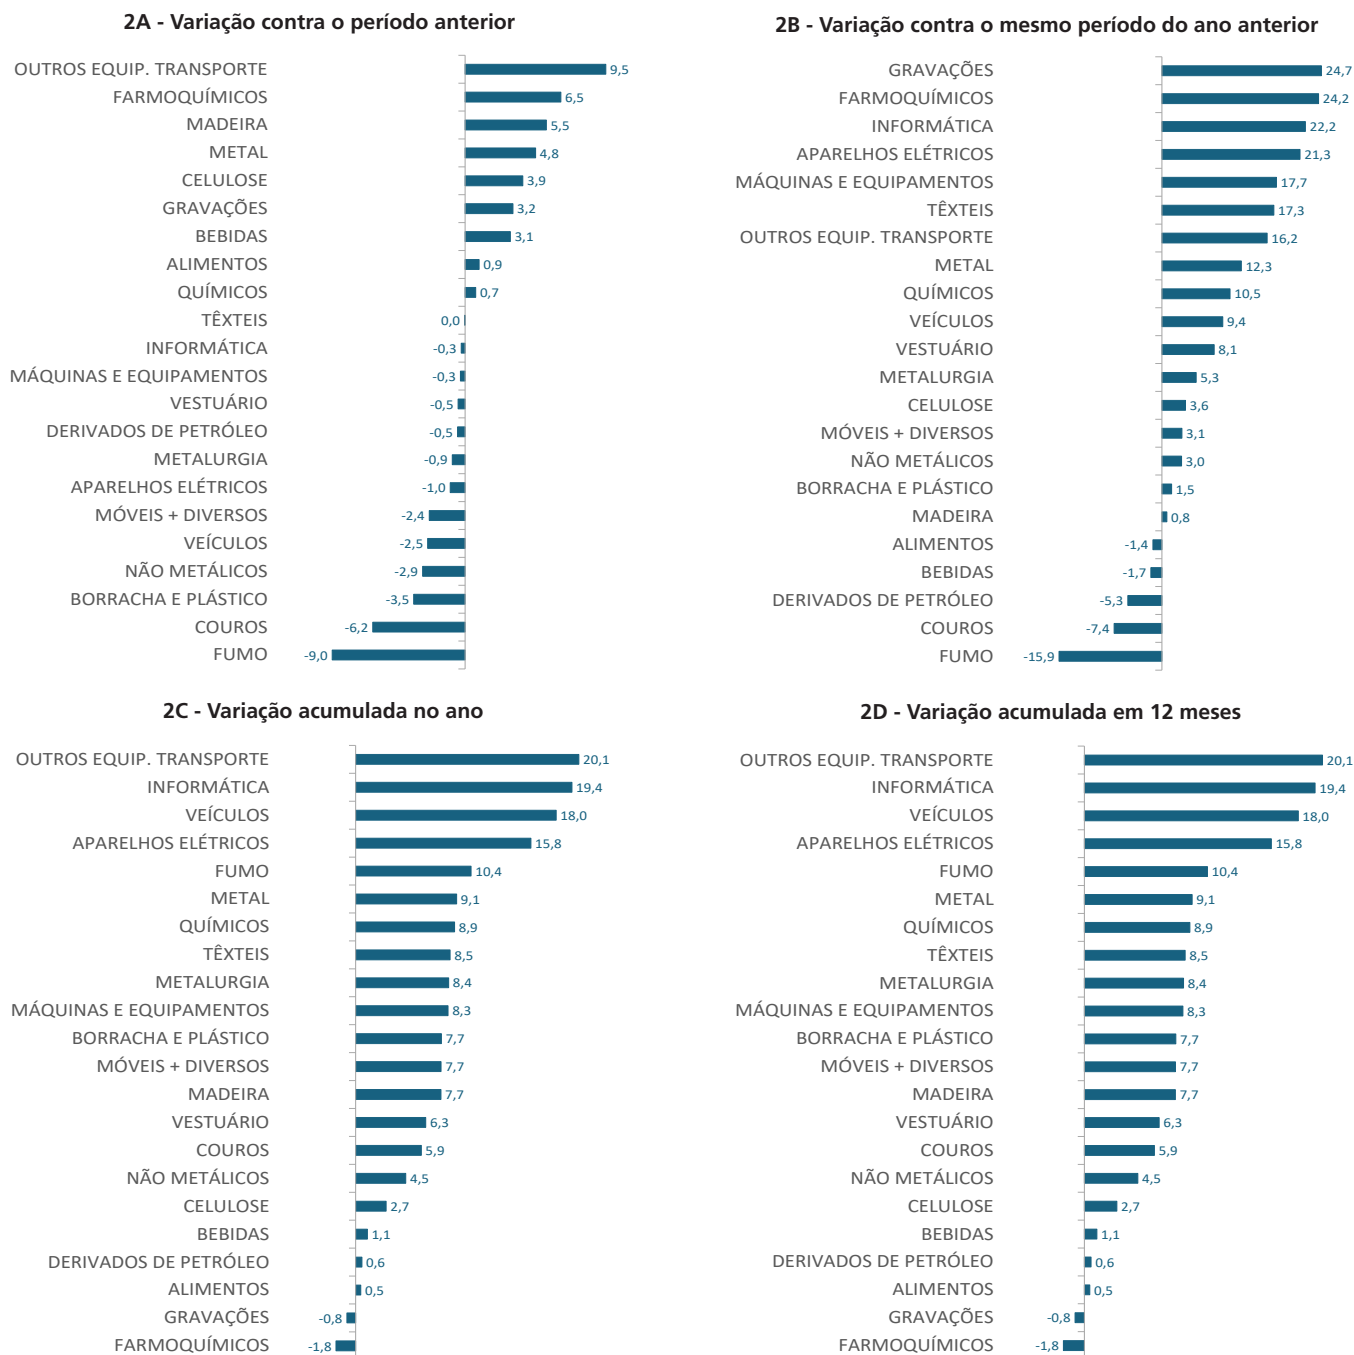 2A - Variação contra o período anterior
OUTROS EQUIP. TRANSPORTE 9,5
FARMOQUÍMICOS 6,5
MADEIRA 5,5
METAL 4,8
CELULOSE 3,9
GRAVAÇÕES 3,2
BEBIDAS 3,1
ALIMENTOS 0,9
QUÍMICOS 0,7
TÊXTEIS 0,0
INFORMÁTICA -0,3
MÁQUINAS E EQUIPAMENTOS -0,3
VESTUÁRIO -0,5
DERIVADOS DE PETRÓLEO -0,5
METALURGIA -0,9
APARELHOS ELÉTRICOS -1,0
MÓVEIS + DIVERSOS -2,4
VEÍCULOS -2,5
NÃO METÁLICOS -2,9
BORRACHA E PLÁSTICO -3,5
COUROS -6,2
FUMO -9,0
2B - Variação contra o mesmo período do ano anterior
GRAVAÇÕES 24,7
FARMOQUÍMICOS 24,2
INFORMÁTICA 22,2
APARELHOS ELÉTRICOS 21,3
MÁQUINAS E EQUIPAMENTOS 17,7
TÊXTEIS 17,3
OUTROS EQUIP. TRANSPORTE 16,2
METAL 12,3
QUÍMICOS 10,5
VEÍCULOS 9,4
VESTUÁRIO 8,1
METALURGIA 5,3
CELULOSE 3,6
MÓVEIS + DIVERSOS 3,1
NÃO METÁLICOS 3,0
BORRACHA E PLÁSTICO 1,5
MADEIRA 0,8
ALIMENTOS -1,4
BEBIDAS -1,7
DERIVADOS DE PETRÓLEO -5,3
COUROS -7,4
FUMO -15,9
2C - Variação acumulada no ano
OUTROS EQUIP. TRANSPORTE 20,1
INFORMÁTICA 19,4
VEÍCULOS 18,0
APARELHOS ELÉTRICOS 15,8
FUMO 10,4
METAL 9,1
QUÍMICOS 8,9
TÊXTEIS 8,5
METALURGIA 8,4
MÁQUINAS E EQUIPAMENTOS 8,3
BORRACHA E PLÁSTICO 7,7
MÓVEIS + DIVERSOS 7,7
MADEIRA 7,7
VESTUÁRIO 6,3
COUROS 5,9
NÃO METÁLICOS 4,5
CELULOSE 2,7
BEBIDAS 1,1
DERIVADOS DE PETRÓLEO 0,6
ALIMENTOS 0,5
GRAVAÇÕES -0,8
FARMOQUÍMICOS -1,8
2D - Variação acumulada em 12 meses
OUTROS EQUIP. TRANSPORTE 20,1
INFORMÁTICA 19,4
VEÍCULOS 18,0
APARELHOS ELÉTRICOS 15,8
FUMO 10,4
METAL 9,1
QUÍMICOS 8,9
TÊXTEIS 8,5
METALURGIA 8,4
MÁQUINAS E EQUIPAMENTOS 8,3
BORRACHA E PLÁSTICO 7,7
MÓVEIS + DIVERSOS 7,7
MADEIRA 7,7
VESTUÁRIO 6,3
COUROS 5,9
NÃO METÁLICOS 4,5
CELULOSE 2,7
BEBIDAS 1,1
DERIVADOS DE PETRÓLEO 0,6
ALIMENTOS 0,5
GRAVAÇÕES -0,8
FARMOQUÍMICOS -1,8